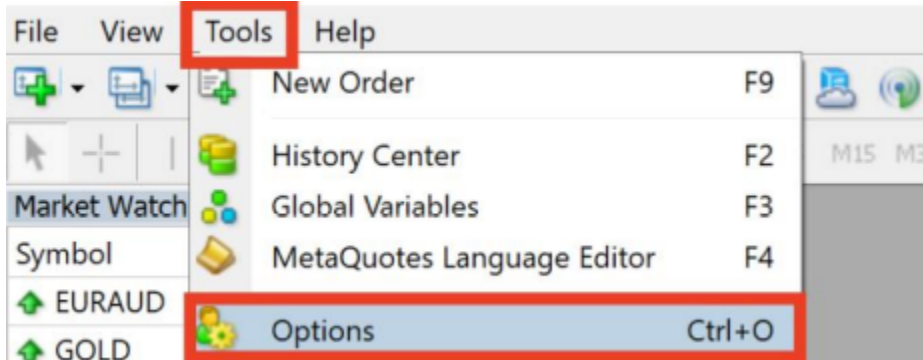 File View Tools Help
New Order F9
History Center F2
M15 M3
Market Watch
Global Variables F3
Symbol
MetaQuotes Language Editor F4
EURAUD
Options Ctrl+O
GOLD